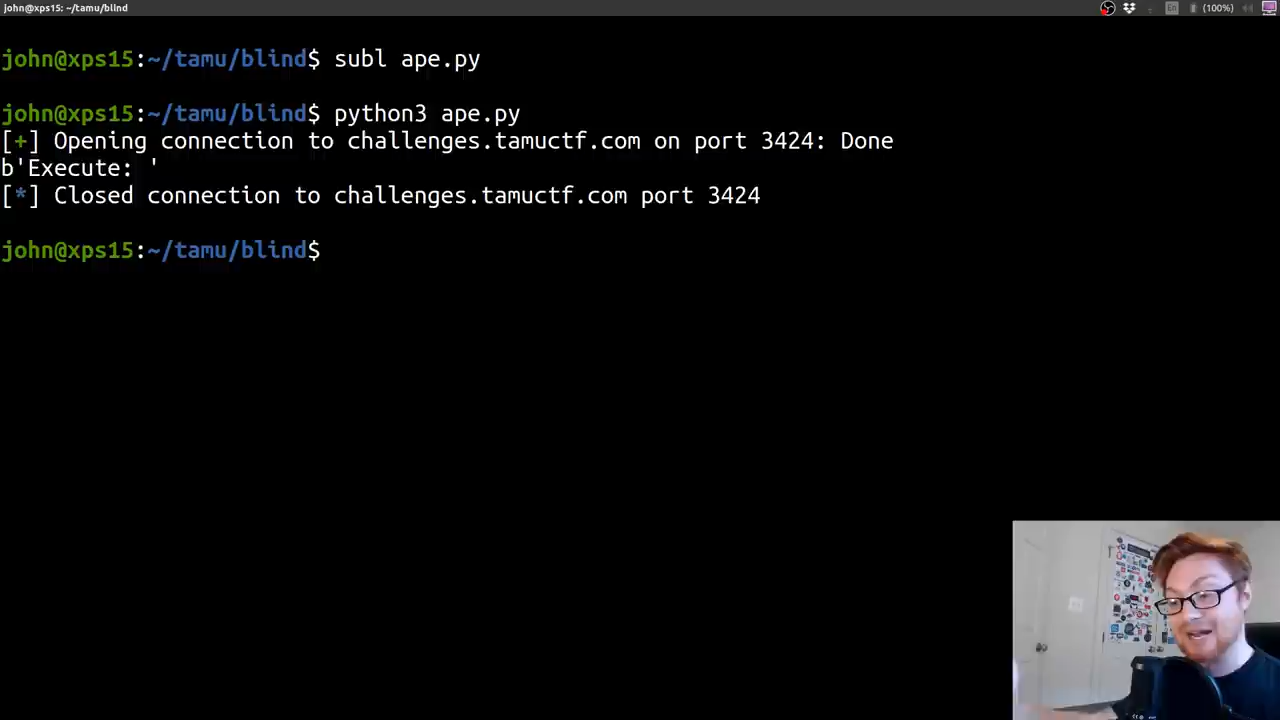 john@xps15: ~/tamu/blind
En
(100%)
john@xps15:~/tamu/blind$ subl ape.py
john@xps15:~/tamu/blind$ python3 ape.py
[+] Opening connection to challenges.tamuctf.com on port 3424: Done
b'Execute: '
[*] Closed connection to challenges.tamuctf.com port 3424
john@xps15:~/tamu/blind$